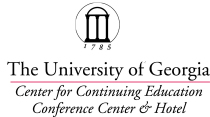 1785
The University of Georgia
Center for Continuing Education
Conference Center & Hotel